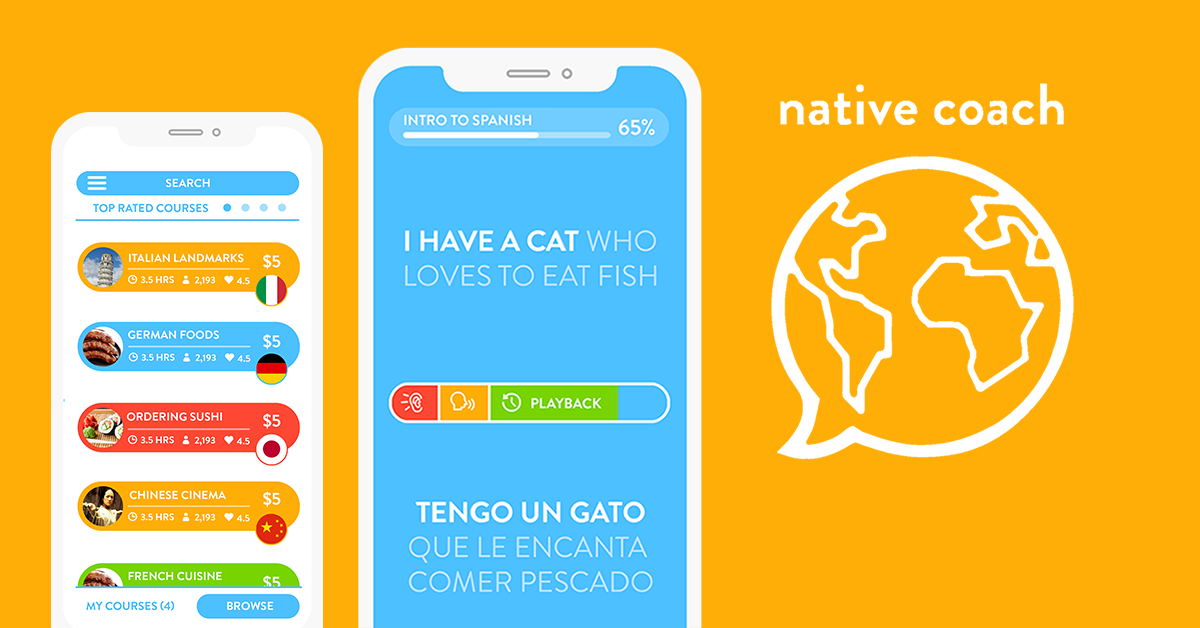 SEARCH
TOP RATED COURSES
ITALIAN LANDMARKS
$5
3.5 HRS 2,193 4.5
GERMAN FOODS
$5
3.5 HRS 2,193 4.5
ORDERING SUSHI
$5
3.5 HRS 2,193 4.5
CHINESE CINEMA
$5
3.5 HRS 2,193 4.5
FRENCH CUISINE
$5
MY COURSES (4)
BROWSE
INTRO TO SPANISH
65%
I HAVE A CAT WHO
LOVES TO EAT FISH
PLAYBACK
TENGO UN GATO
QUE LE ENCANTA
COMER PESCADO
native coach